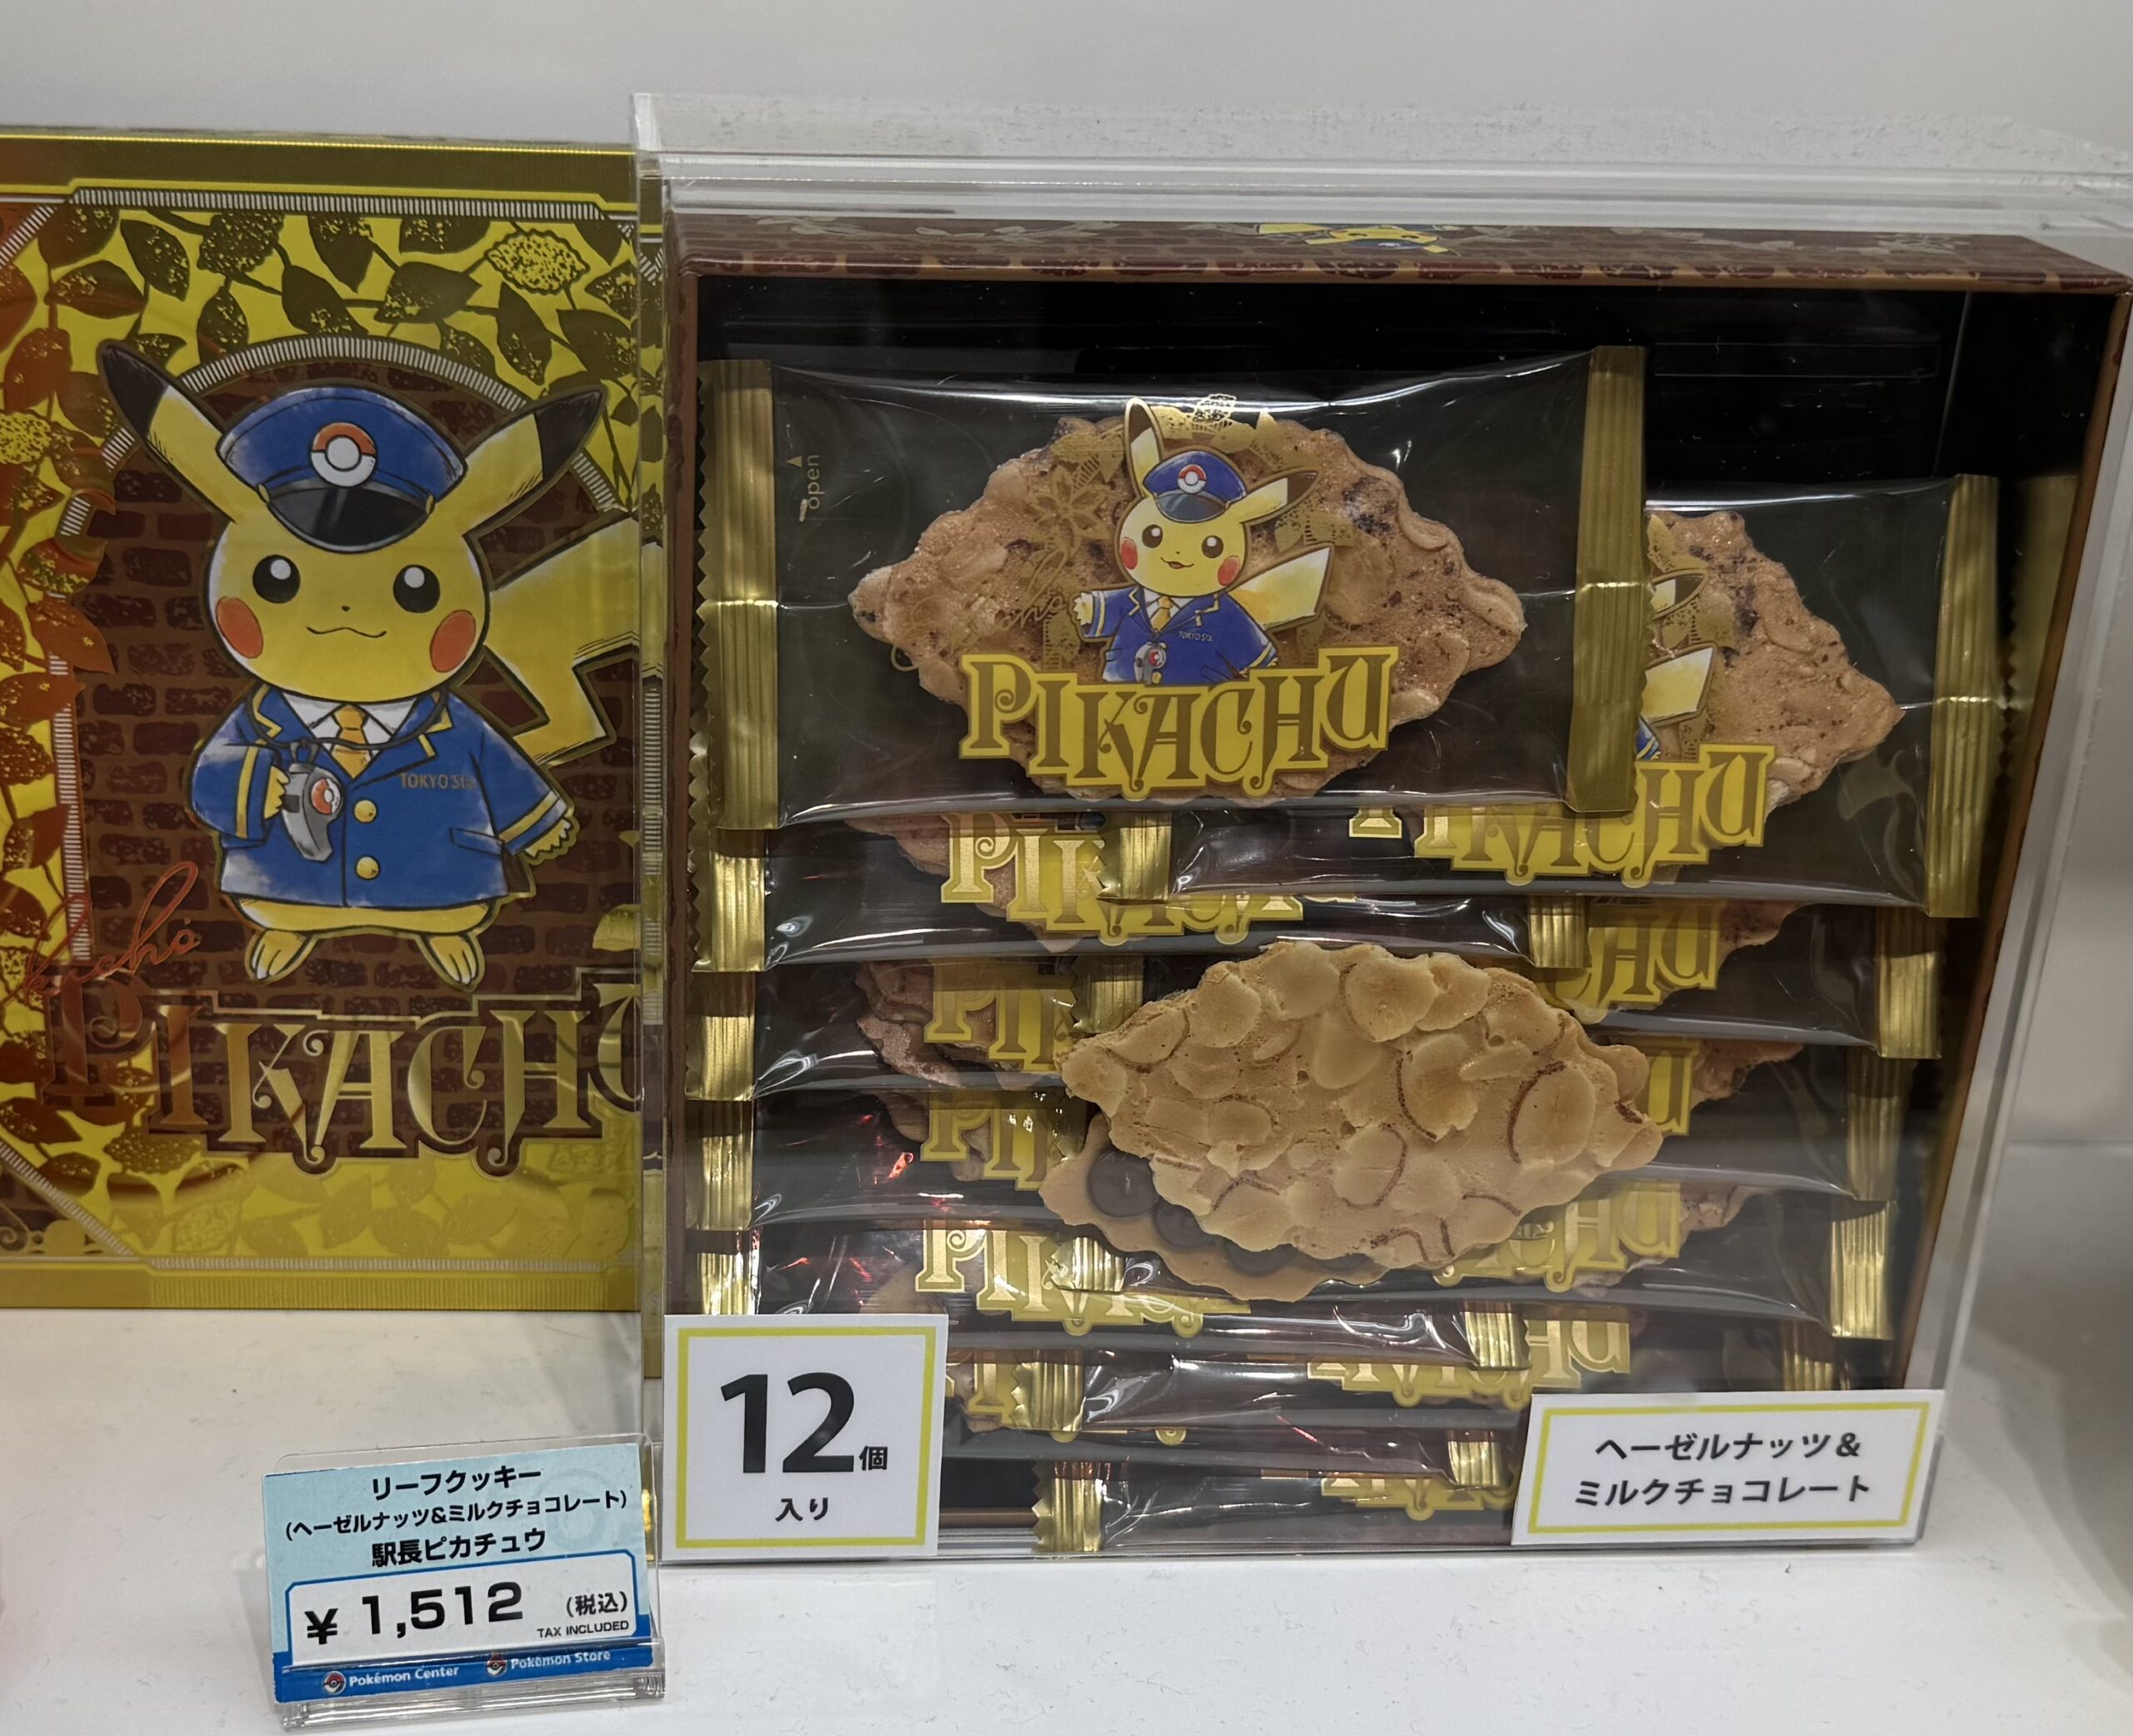 TOKYO Sta.
PIKACHU
open
TOKYO Sta.
PIKACHU
PIKACHU
12個
入り
ヘーゼルナッツ&
ミルクチョコレート
リーフクッキー
(ヘーゼルナッツ&ミルクチョコレート)
駅長ピカチュウ
¥1,512 (税込)
TAX INCLUDED
Pokémon Center Pokémon Store